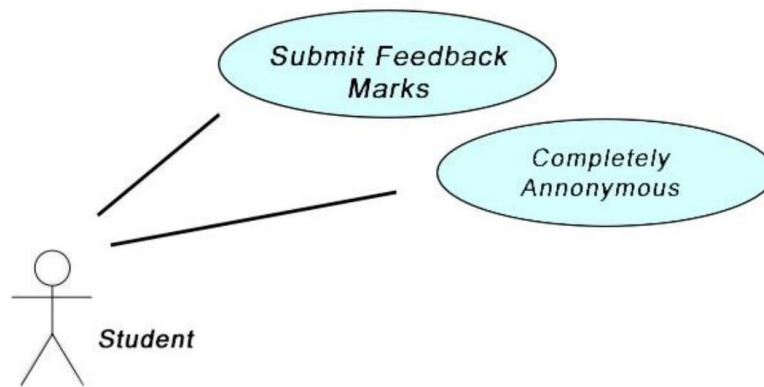 Submit Feedback
Marks
Completely
Annonymous
Student